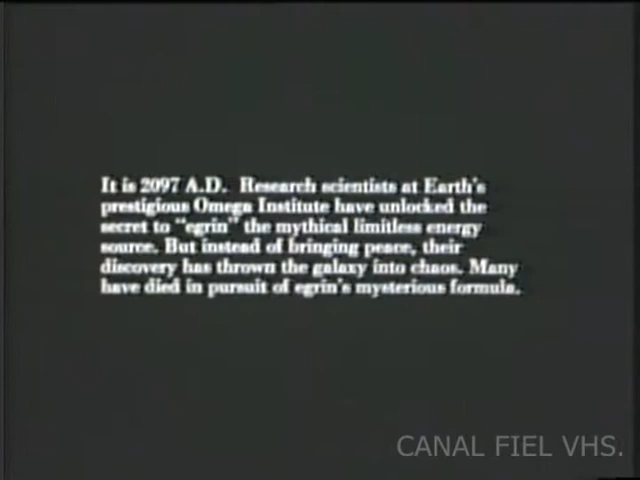 It is 2097 A.D. Research scientists at Earth's
prestigious Omega Institute have unlocked the
secret to "egrin" the mythical limitless energy
source. But instead of bringing peace, their
discovery has thrown the galaxy into chaos. Many
have died in pursuit of egrin's mysterious formula.
CANAL FIEL VHS.